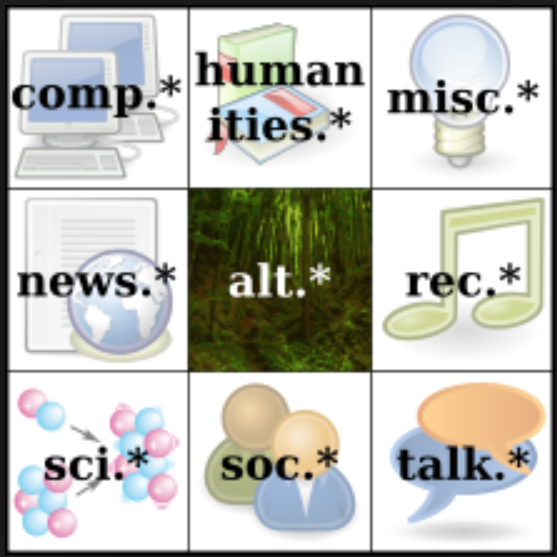 comp.*
human
ities.*
misc.*
news.*
alt.*
rec.*
sci.*
soc.*
talk.*